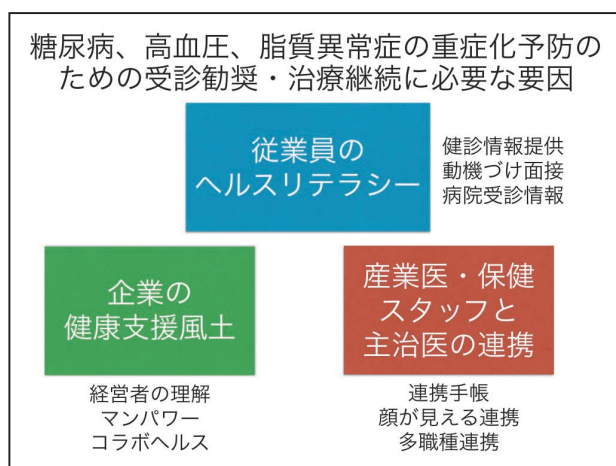 糖尿病、高血圧、脂質異常症の重症化予防の
ための受診勧奨・治療継続に必要な要因
従業員の
ヘルスリテラシー
健診情報提供
動機づけ面接
病院受診情報
企業の
健康支援風土
経営者の理解
マンパワー
コラボヘルス
産業医・保健
スタッフと
主治医の連携
連携手帳
顔が見える連携
多職種連携